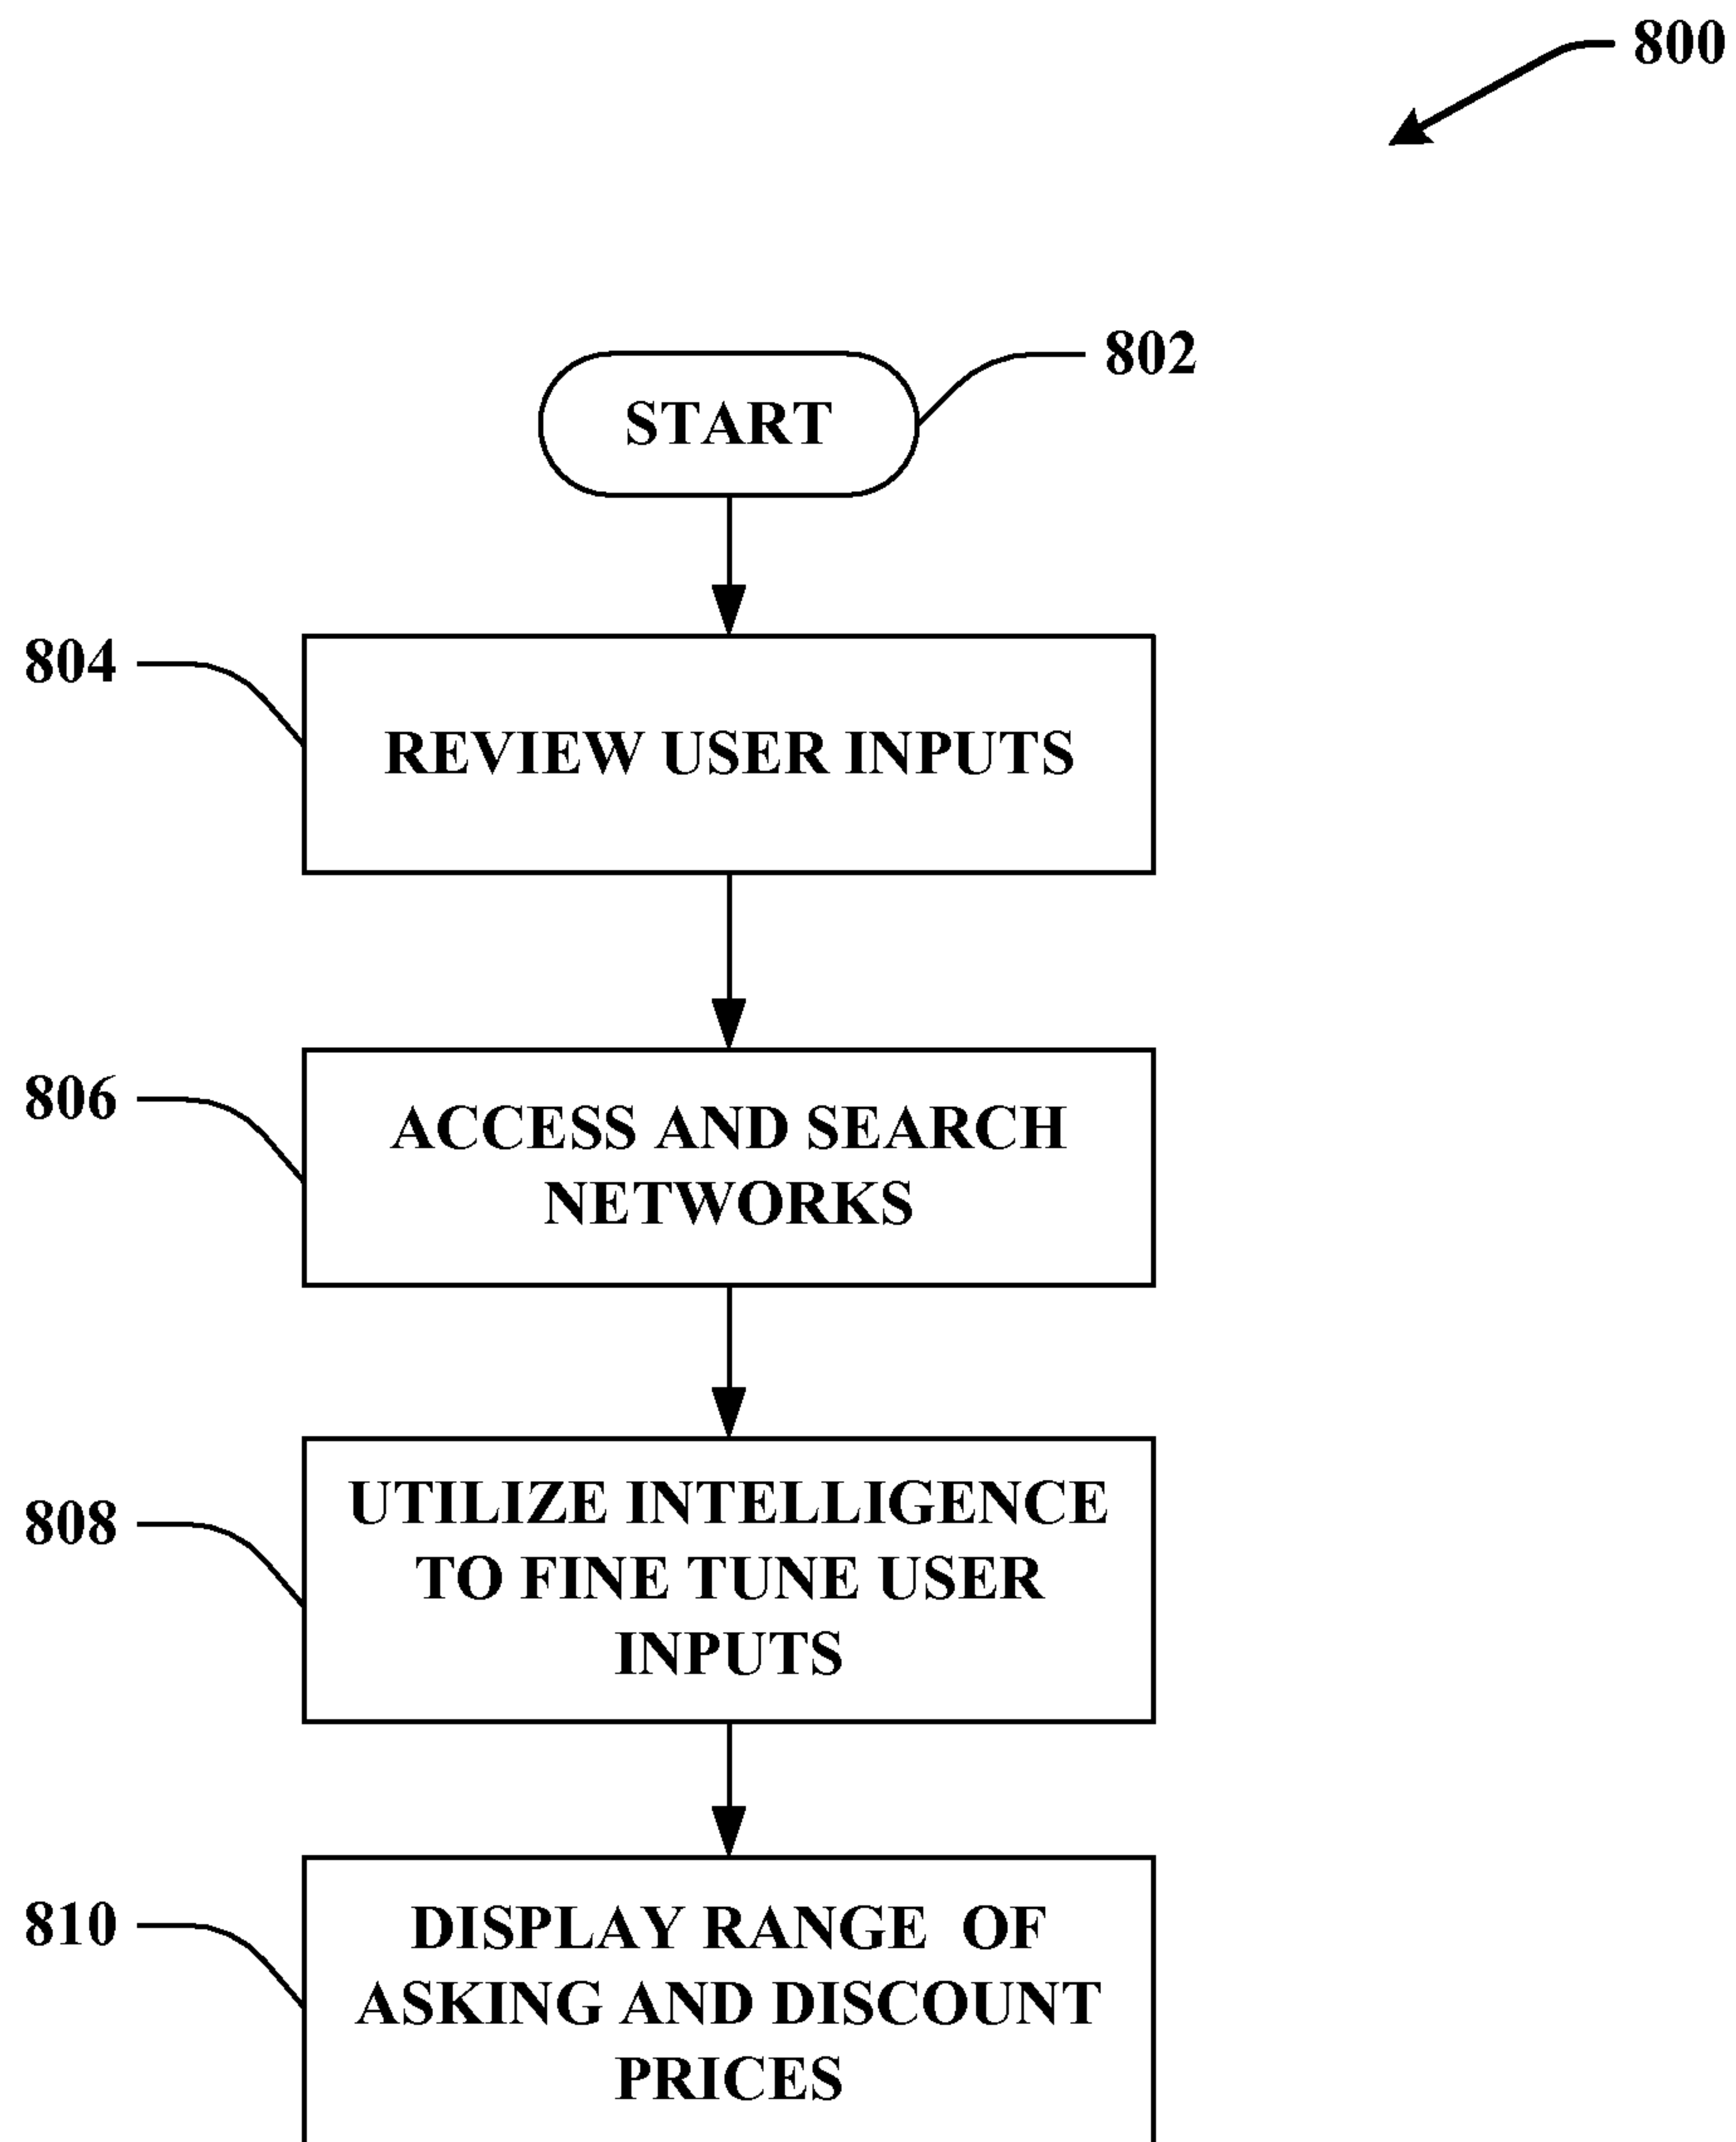 800
START
802
804
REVIEW USER INPUTS
806
ACCESS AND SEARCH
NETWORKS
808
UTILIZE INTELLIGENCE
TO FINE TUNE USER
INPUTS
810
DISPLAY RANGE OF
ASKING AND DISCOUNT
PRICES